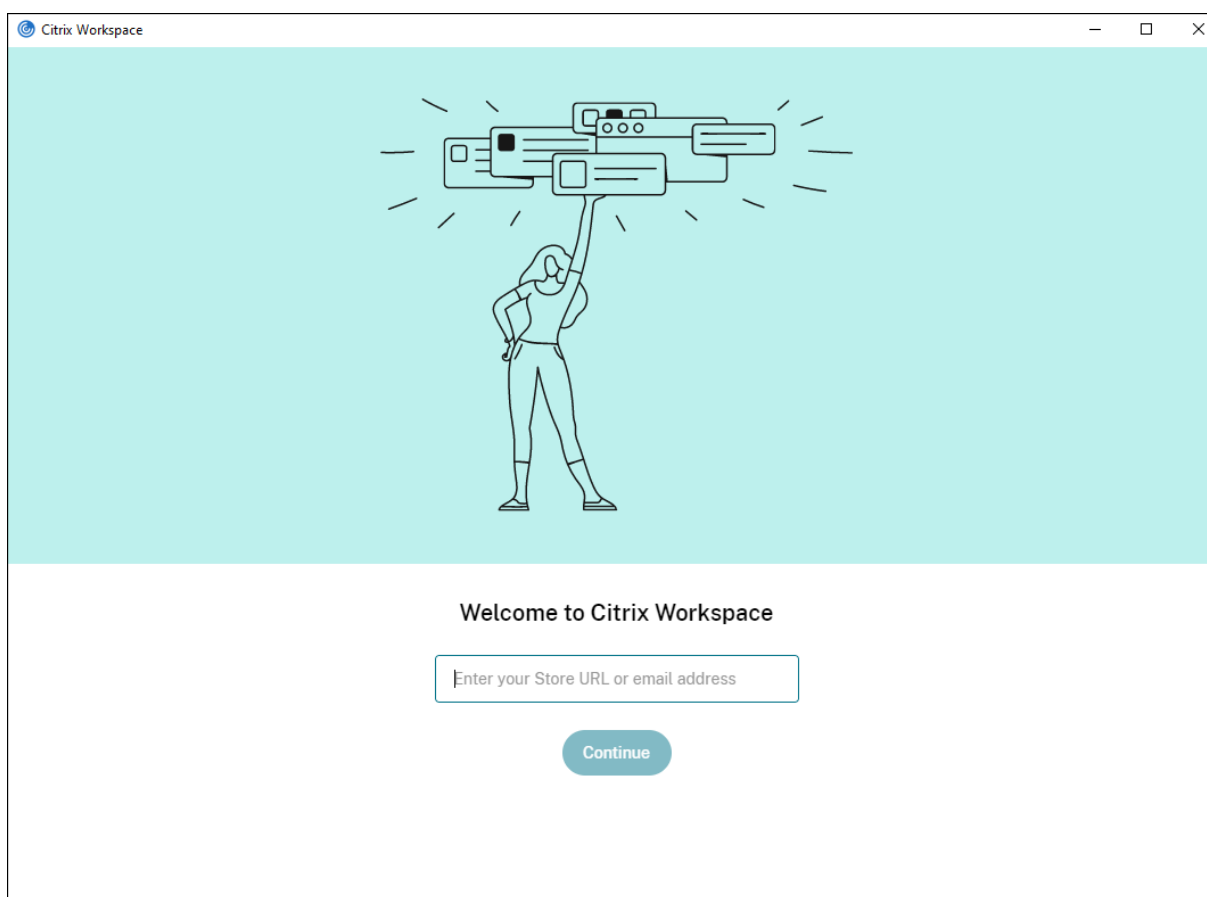 Citrix Workspace
Welcome to Citrix Workspace
Enter your Store URL or email address
Continue